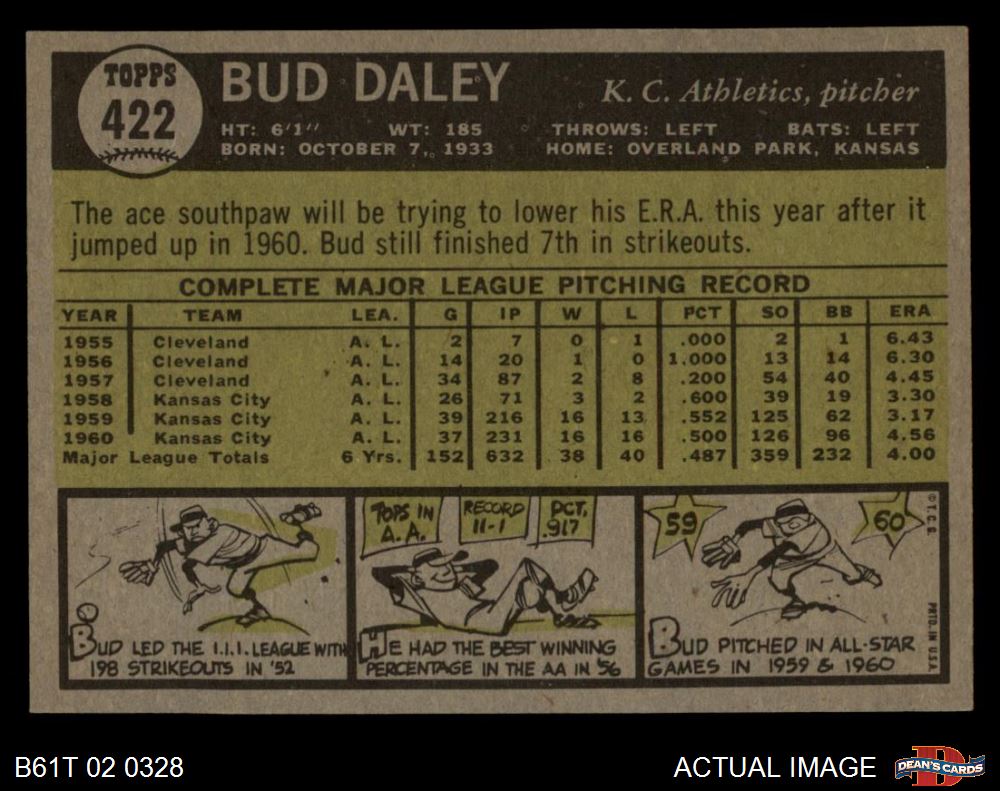 TOPPS
422
BUD DALEY
K. C. Athletics, pitcher
HT: 6'1" WT: 185 THROWS: LEFT BATS: LEFT
BORN: OCTOBER 7, 1933 HOME: OVERLAND PARK, KANSAS
The ace southpaw will be trying to lower his E.R.A. this year after it
jumped up in 1960. Bud still finished 7th in strikeouts.
COMPLETE MAJOR LEAGUE PITCHING RECORD
YEAR TEAM LEA. G IP W L PCT SO BB ERA
1955 Cleveland A. L. 2 7 0 1 .000 2 1 6.43
1956 Cleveland A. L. 14 20 1 0 1.000 13 14 6.30
1957 Cleveland A. L. 34 87 2 8 .200 54 40 4.45
1958 Kansas City A. L. 26 71 3 2 .600 39 19 3.30
1959 Kansas City A. L. 39 216 16 13 .552 125 62 3.17
1960 Kansas City A. L. 37 231 16 16 .500 126 96 4.56
Major League Totals 6 Yrs. 152 632 38 40 .487 359 232 4.00
BUD LED THE I.I.I. LEAGUE WITH
198 STRIKEOUTS IN '52
TOPS IN
A.A.
RECORD
11-1
PCT.
.917
HE HAD THE BEST WINNING
PERCENTAGE IN THE AA IN '56
59
60
BUD PITCHED IN ALL-STAR
GAMES IN 1959 & 1960
© T.C.G.
PRTD. IN U.S.A.
B61T 02 0328
ACTUAL IMAGE
DEAN'S CARDS